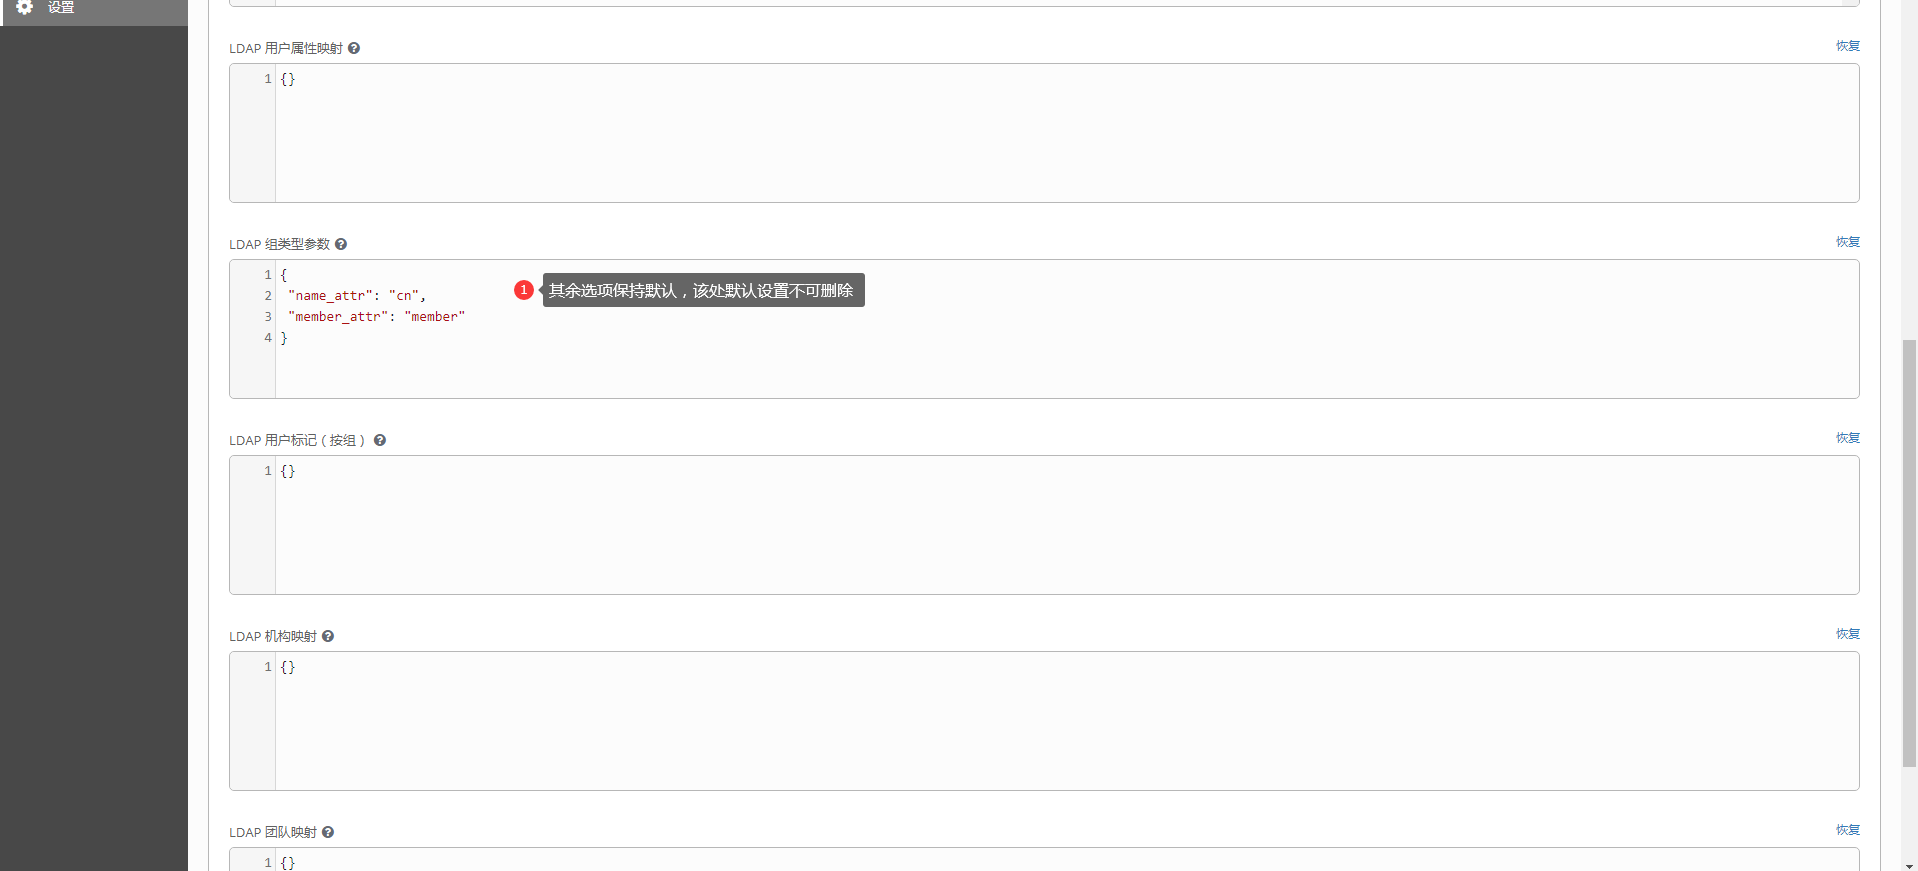 设置
LDAP 用户属性映射
恢复
1 {}
LDAP 组类型参数
恢复
1 {
2 "name_attr": "cn",
3 "member_attr": "member"
4 }
1 其余选项保持默认，该处默认设置不可删除
LDAP 用户标记（按组）
恢复
1 {}
LDAP 机构映射
恢复
1 {}
LDAP 团队映射
恢复
1 {}